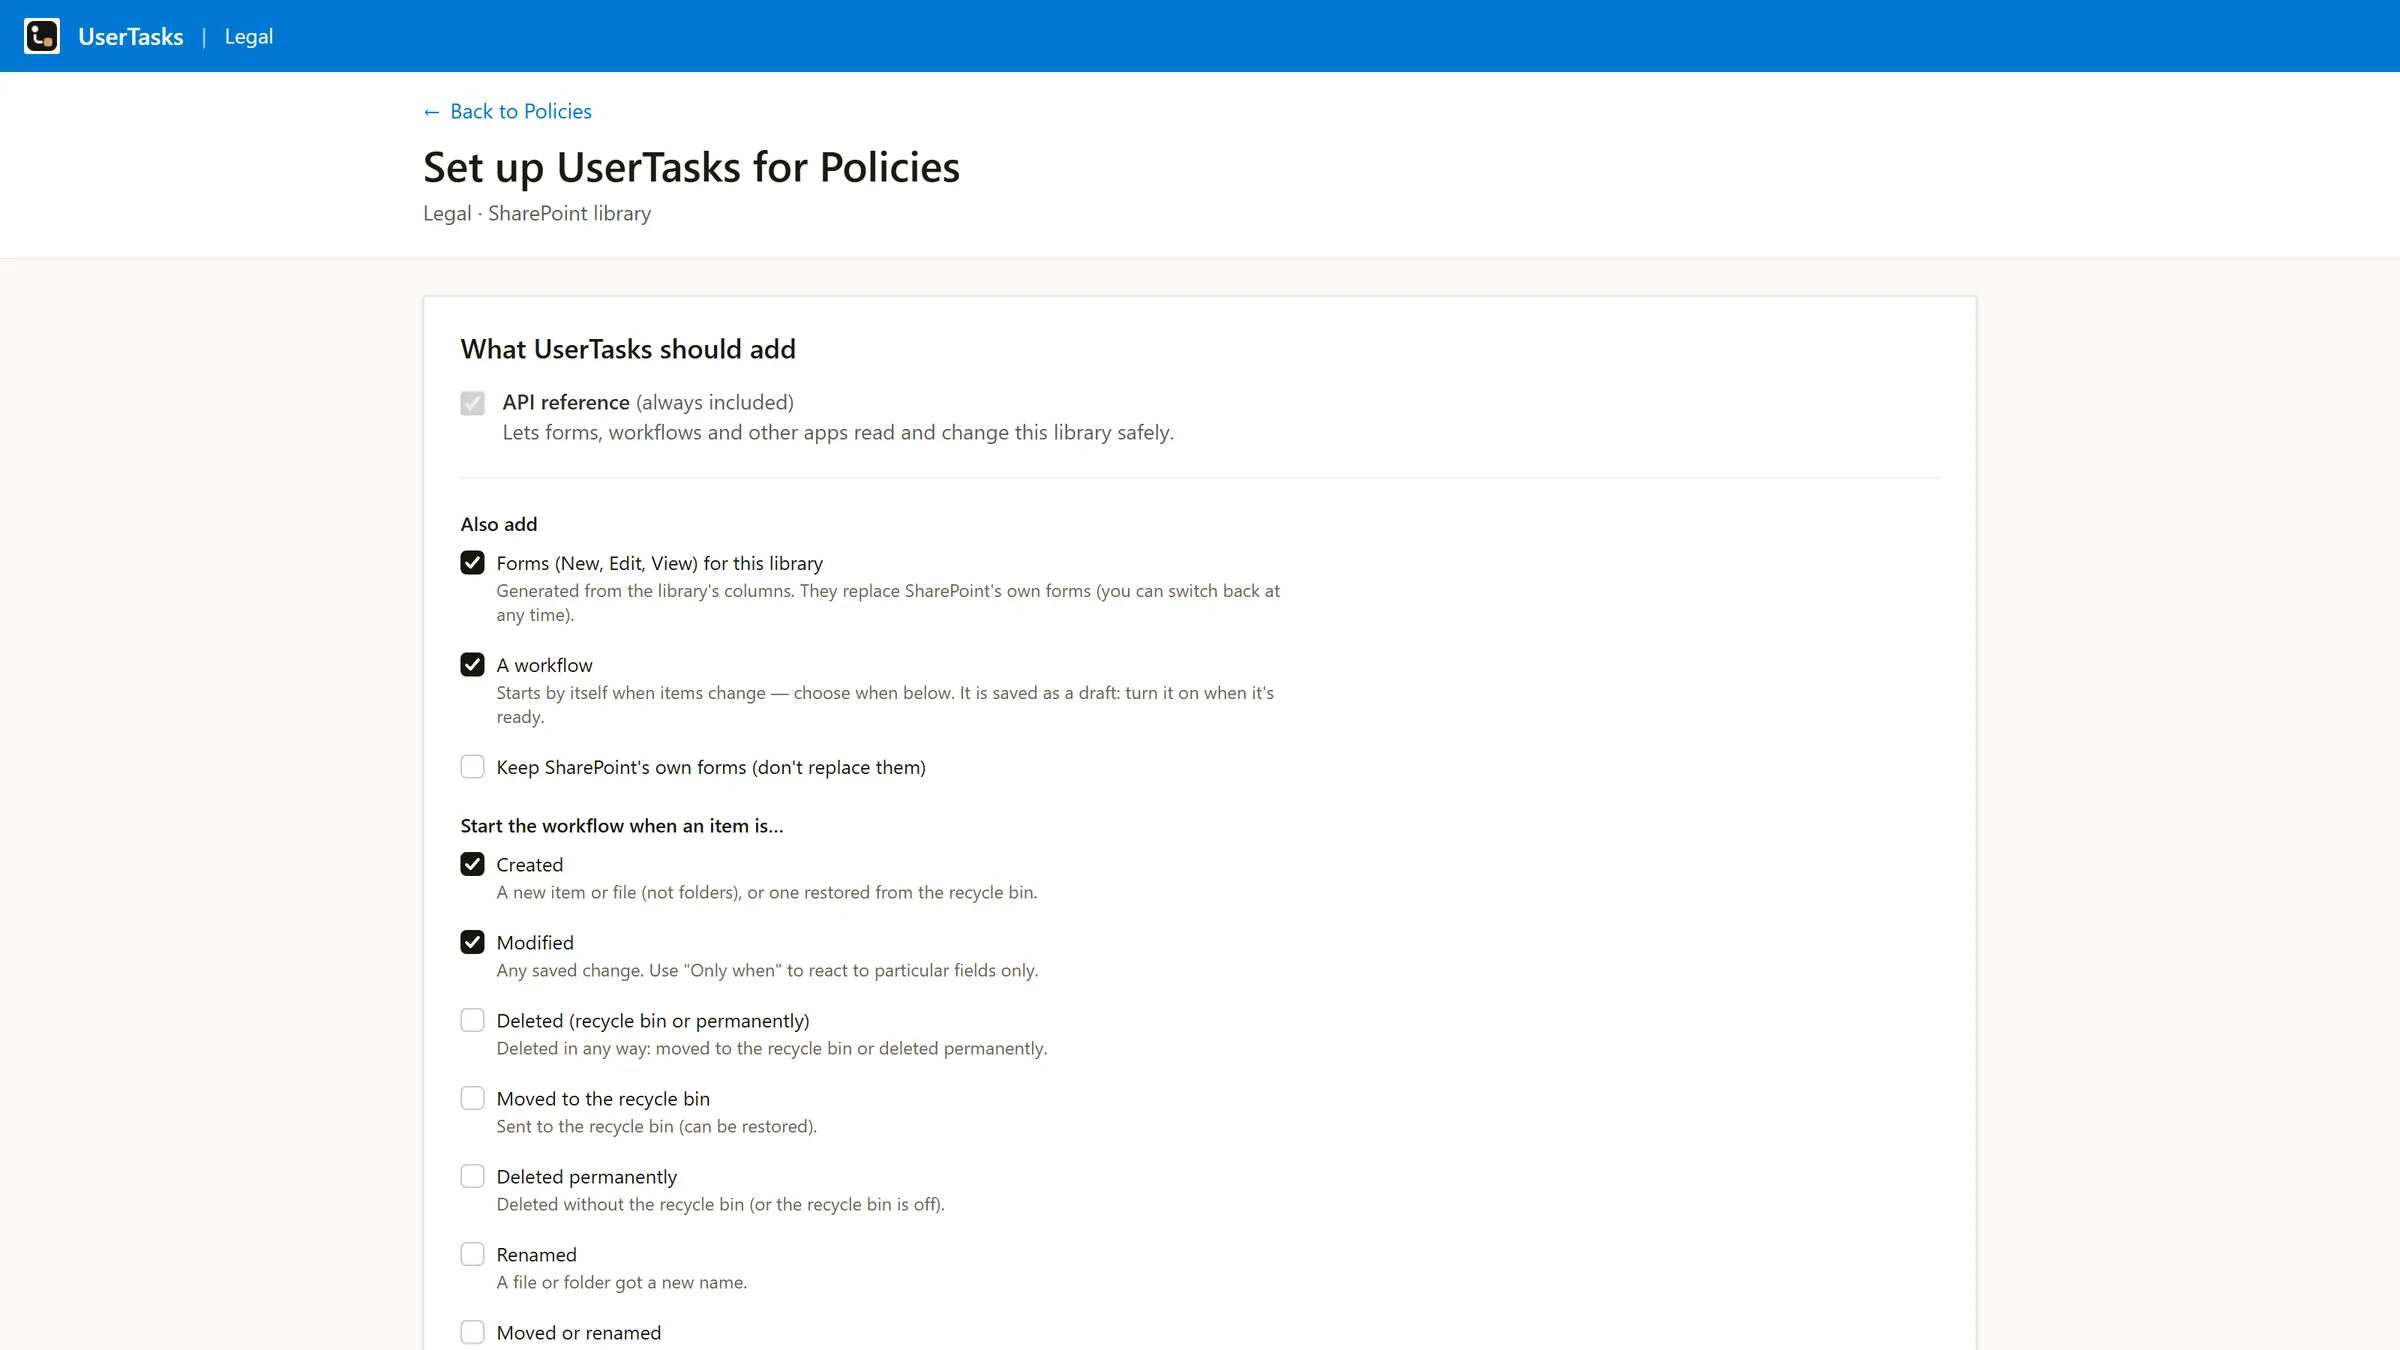 UserTasks | Legal
← Back to Policies
Set up UserTasks for Policies
Legal · SharePoint library
What UserTasks should add
API reference (always included)
Lets forms, workflows and other apps read and change this library safely.
Also add
Forms (New, Edit, View) for this library
Generated from the library's columns. They replace SharePoint's own forms (you can switch back at
any time).
A workflow
Starts by itself when items change — choose when below. It is saved as a draft: turn it on when it's
ready.
Keep SharePoint's own forms (don't replace them)
Start the workflow when an item is...
Created
A new item or file (not folders), or one restored from the recycle bin.
Modified
Any saved change. Use "Only when" to react to particular fields only.
Deleted (recycle bin or permanently)
Deleted in any way: moved to the recycle bin or deleted permanently.
Moved to the recycle bin
Sent to the recycle bin (can be restored).
Deleted permanently
Deleted without the recycle bin (or the recycle bin is off).
Renamed
A file or folder got a new name.
Moved or renamed